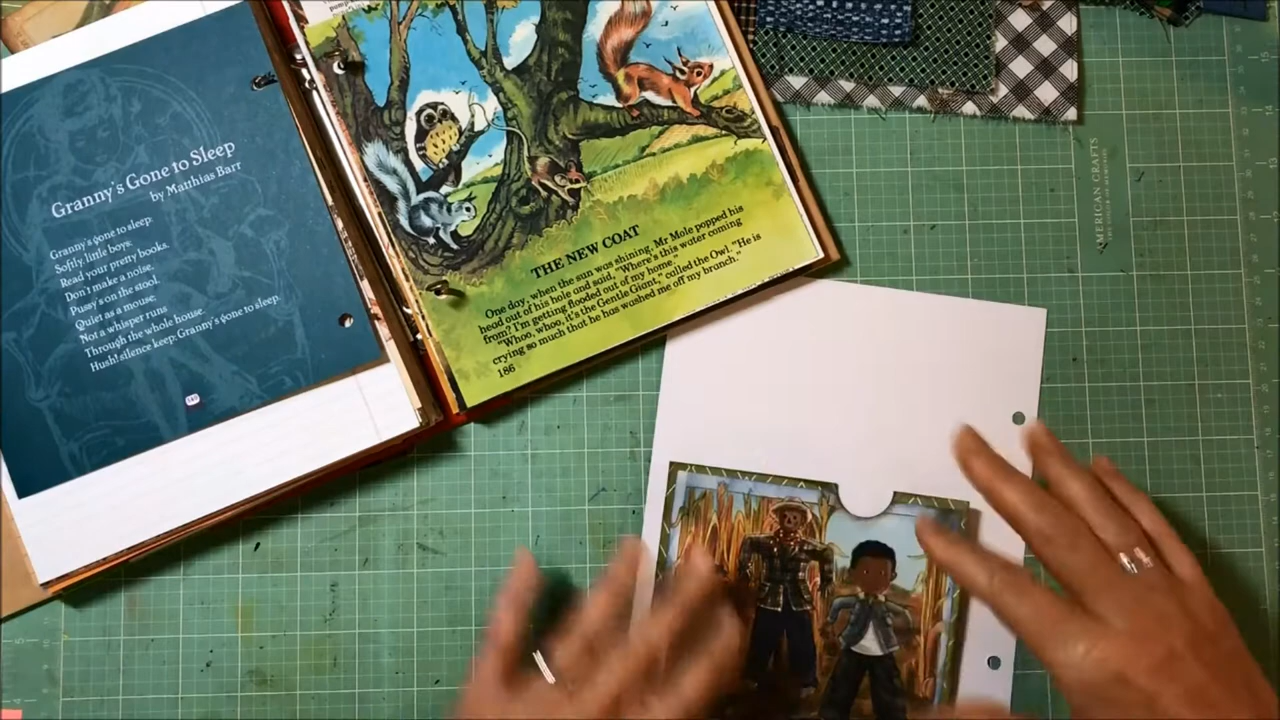 Granny's Gone to Sleep
by Matthias Barr
Granny's gone to sleep:
Softly, little boys:
Read your pretty books.
Don't make a noise.
Pussy's on the stool.
Quiet as a mouse:
Not a whisper runs
Through the whole house.
Hush! silence keep: Granny's gone to sleep.
THE NEW COAT
One day, when the sun was shining, Mr Mole popped his
head out of his hole and said, "Where's this water coming
from? I'm getting flooded out of my home."
"Whoo, whoo, it's the Gentle Giant," called the Owl. "He is
crying so much that he has washed me off my branch."
186
AMERICAN CRAFTS